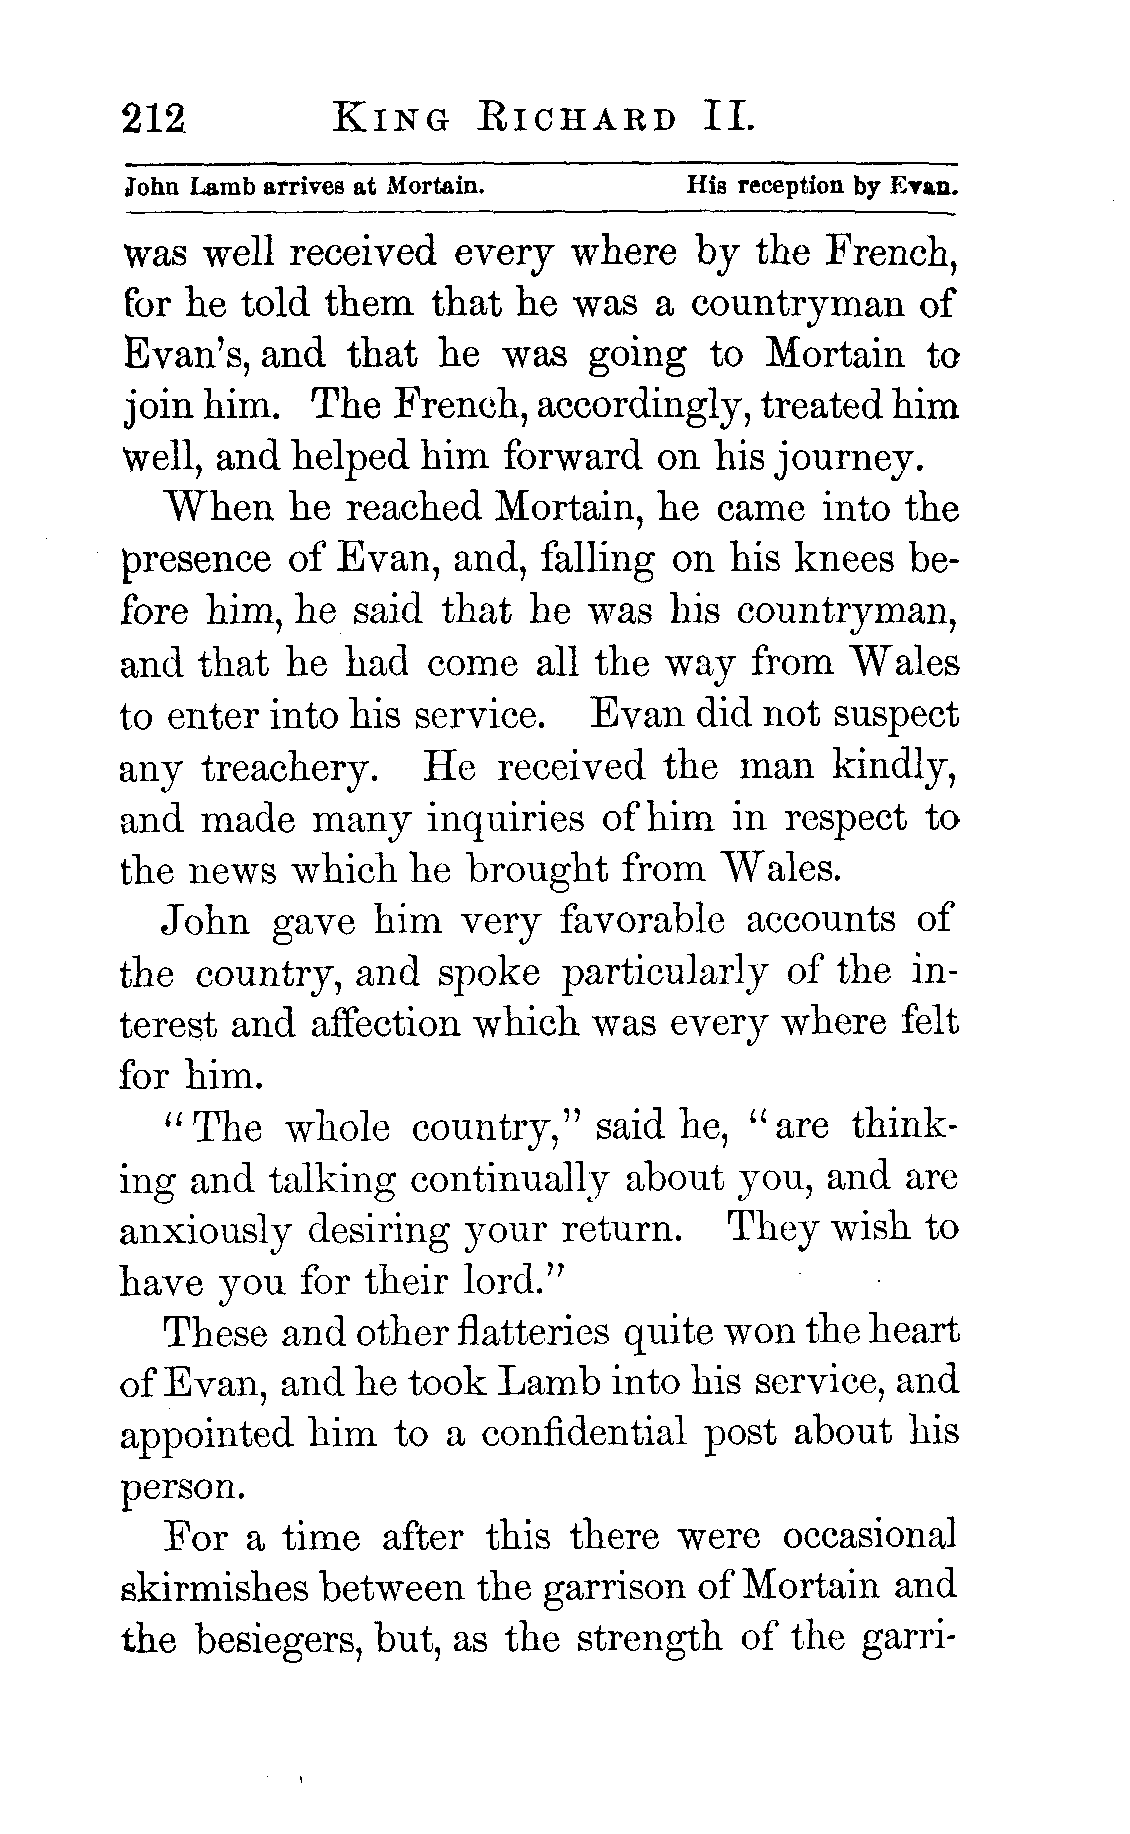 212 KING RICHARD II.
John Lamb arrives at Mortain. His reception by Evan.
was well received every where by the French,
for he told them that he was a countryman of
Evan's, and that he was going to Mortain to
join him. The French, accordingly, treated him
well, and helped him forward on his journey.
When he reached Mortain, he came into the
presence of Evan, and, falling on his knees be-
fore him, he said that he was his countryman,
and that he had come all the way from Wales
to enter into his service. Evan did not suspect
any treachery. He received the man kindly,
and made many inquiries of him in respect to
the news which he brought from Wales.
John gave him very favorable accounts of
the country, and spoke particularly of the in-
terest and affection which was every where felt
for him.
"The whole country," said he, "are think-
ing and talking continually about you, and are
anxiously desiring your return. They wish to
have you for their lord."
These and other flatteries quite won the heart
of Evan, and he took Lamb into his service, and
appointed him to a confidential post about his
person.
For a time after this there were occasional
skirmishes between the garrison of Mortain and
the besiegers, but, as the strength of the garri-